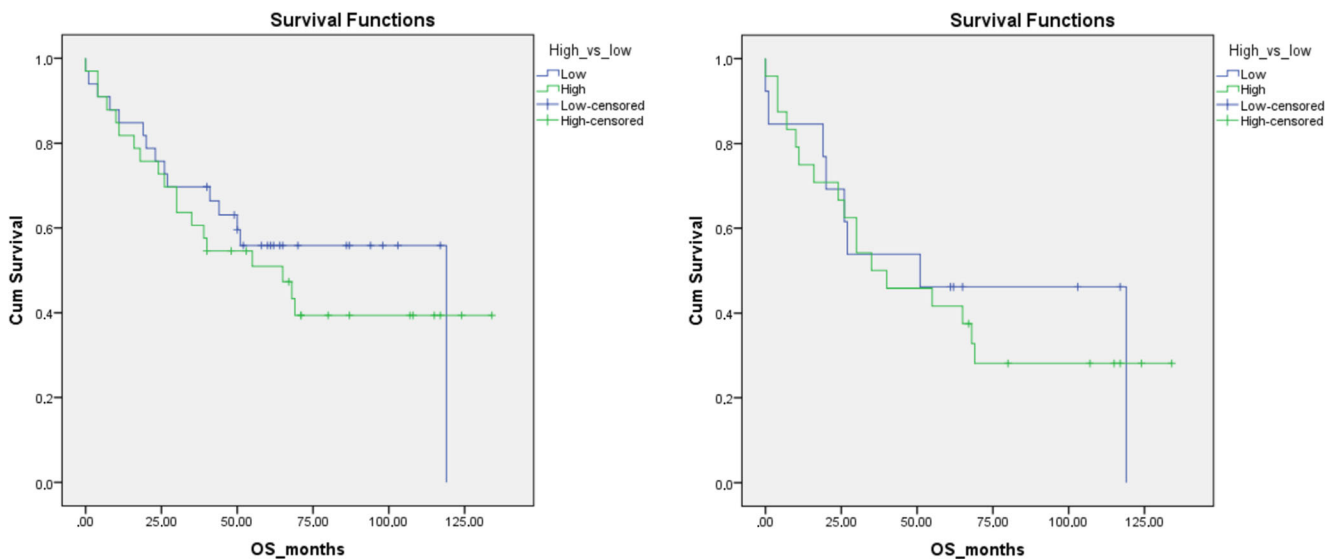 Survival Functions
High_vs_low
Low
High
Low-censored
High-censored
Cum Survival
1.0
0.8
0.6
0.4
0.2
0.0
.00 25.00 50.00 75.00 100.00 125.00
OS_months
Survival Functions
High_vs_low
Low
High
Low-censored
High-censored
Cum Survival
1.0
0.8
0.6
0.4
0.2
0.0
.00 25.00 50.00 75.00 100.00 125.00
OS_months